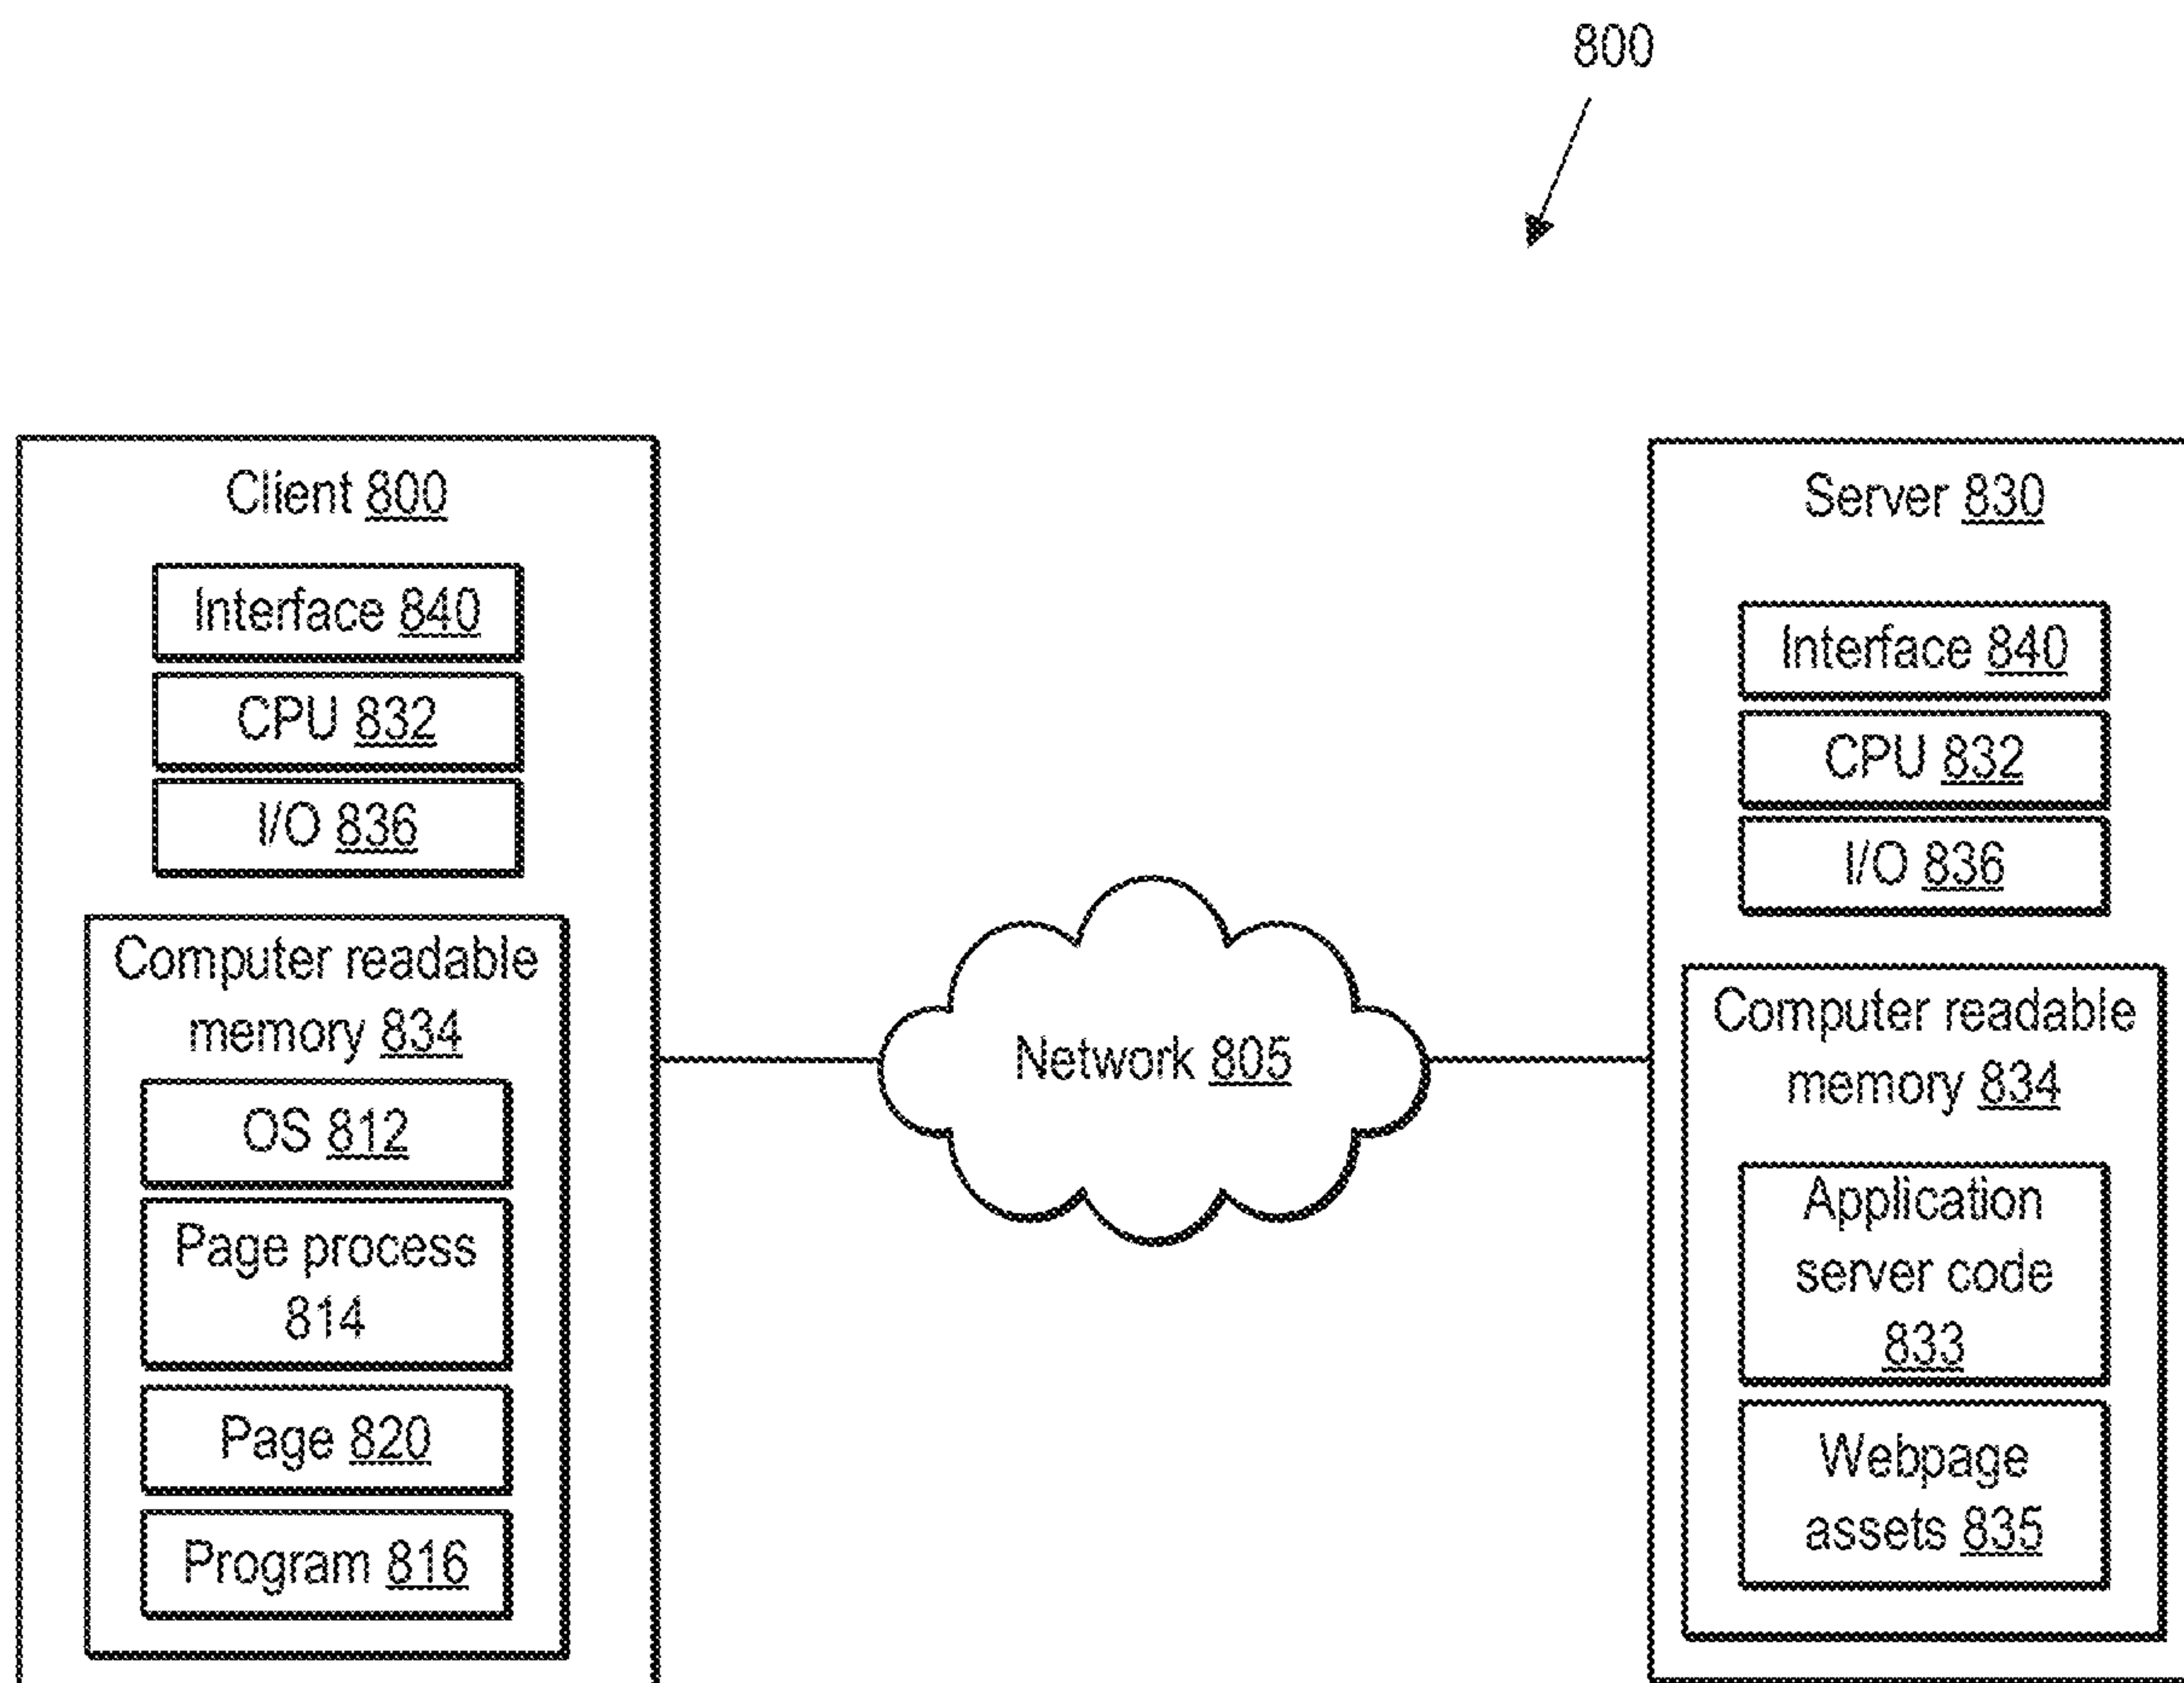 800
Client 800
Interface 840
CPU 832
I/O 836
Computer readable
memory 834
OS 812
Page process
814
Page 820
Program 816
Network 805
Server 830
Interface 840
CPU 832
I/O 836
Computer readable
memory 834
Application
server code
833
Webpage
assets 835